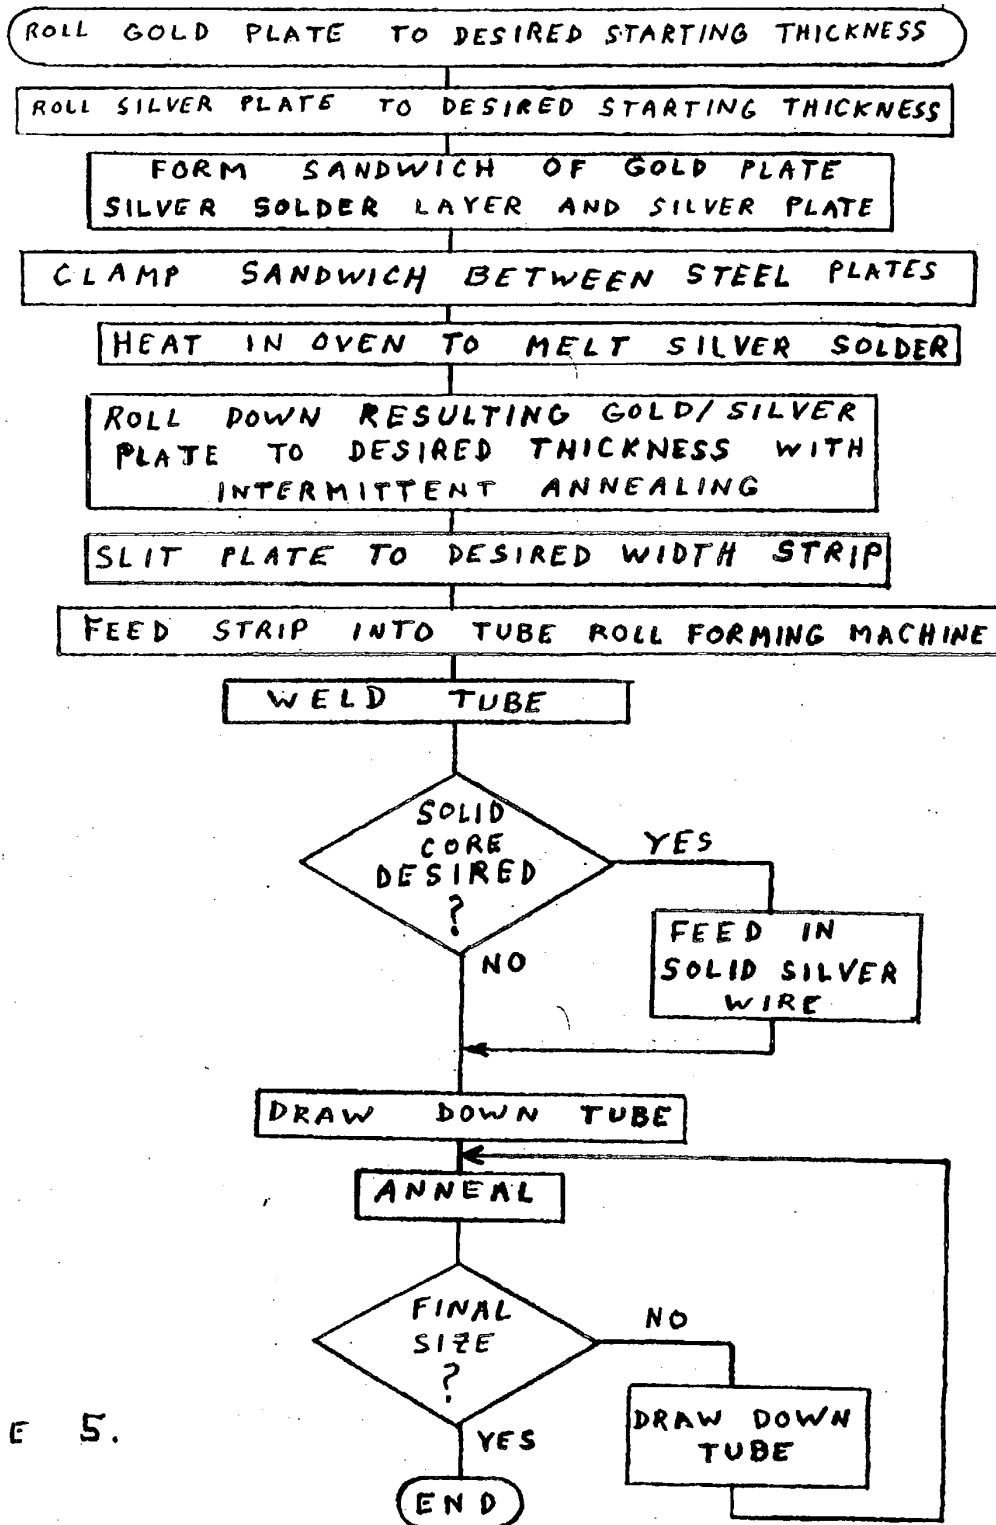 ROLL GOLD PLATE TO DESIRED STARTING THICKNESS
ROLL SILVER PLATE TO DESIRED STARTING THICKNESS
FORM SANDWICH OF GOLD PLATE
SILVER SOLDER LAYER AND SILVER PLATE
CLAMP SANDWICH BETWEEN STEEL PLATES
HEAT IN OVEN TO MELT SILVER SOLDER
ROLL DOWN RESULTING GOLD/SILVER
PLATE TO DESIRED THICKNESS WITH
INTERMITTENT ANNEALING
SLIT PLATE TO DESIRED WIDTH STRIP
FEED STRIP INTO TUBE ROLL FORMING MACHINE
WELD TUBE
SOLID
CORE
DESIRED
?
YES
FEED IN
SOLID SILVER
WIRE
NO
DRAW DOWN TUBE
ANNEAL
FINAL
SIZE
?
NO
DRAW DOWN
TUBE
YES
END
E 5.